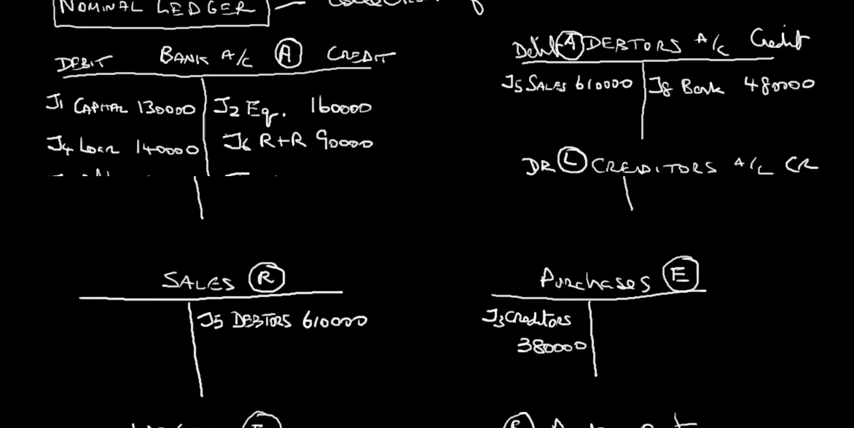 NOMINAL LEDGER
DEBIT BANK A/C A CREDIT
J1 CAPITAL 130000 J2 Eq. 160000
J4 Loan 140000 J6 R+R 90000
Debit A DEBTORS A/C Credit
J5 SALES 610000 J8 Bank 480000
DR L CREDITORS A/C CR
SALES R
J5 DEBTORS 610000
Purchases E
J3 Creditors
380000